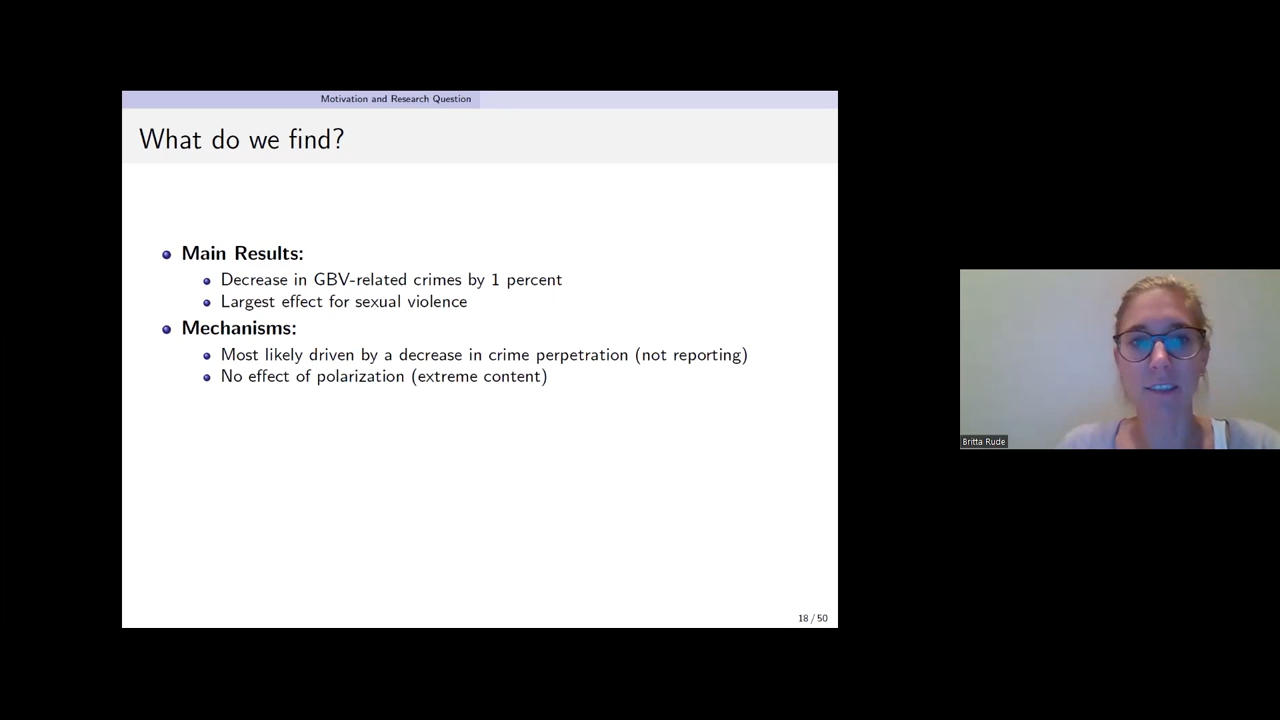 Motivation and Research Question
What do we find?
Main Results:
Decrease in GBV-related crimes by 1 percent
Largest effect for sexual violence
Mechanisms:
Most likely driven by a decrease in crime perpetration (not reporting)
No effect of polarization (extreme content)
Britta Rude
18 / 50